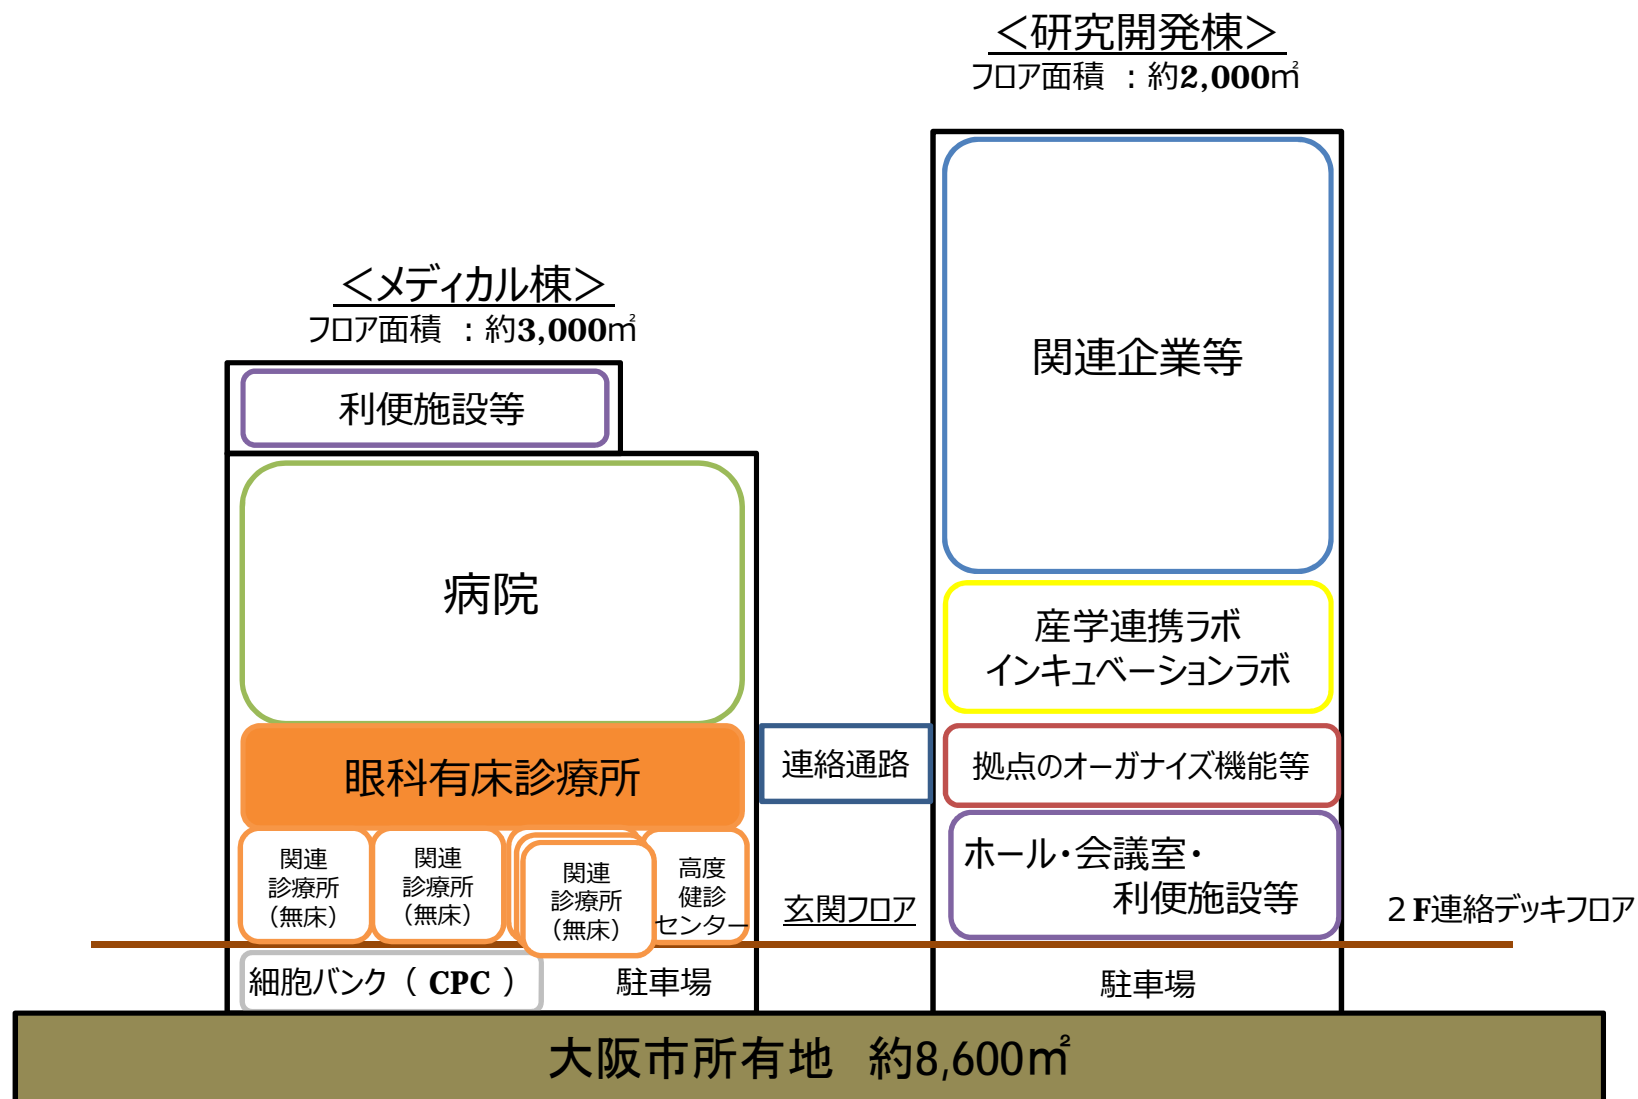 ＜研究開発棟＞
フロア面積 ：約2,000㎡
＜メディカル棟＞
フロア面積 ：約3,000㎡
利便施設等
病院
眼科有床診療所
関連
診療所
（無床）
関連
診療所
（無床）
関連
診療所
（無床）
高度
健診
センター
細胞バンク（ CPC ）
駐車場
連絡通路
玄関フロア
関連企業等
産学連携ラボ
インキュベーションラボ
拠点のオーガナイズ機能等
ホール・会議室・
利便施設等
駐車場
２F連絡デッキフロア
大阪市所有地　約8,600㎡